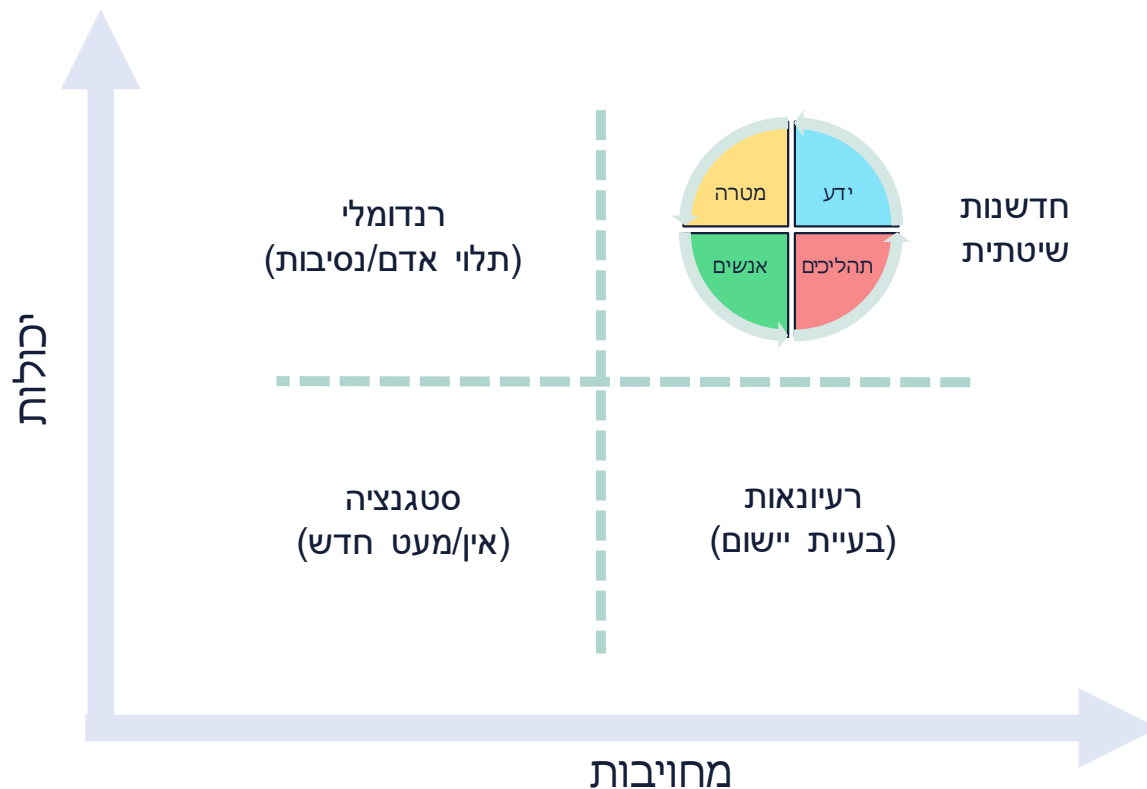 יכולות
רנדומלי
(תלוי אדם/נסיבות)
מטרה
ידע
אנשים
תהליכים
חדשנות
שיטתית
סטגנציה
(אין/מעט חדש)
רעיונאות
(בעיית יישום)
מחויבות